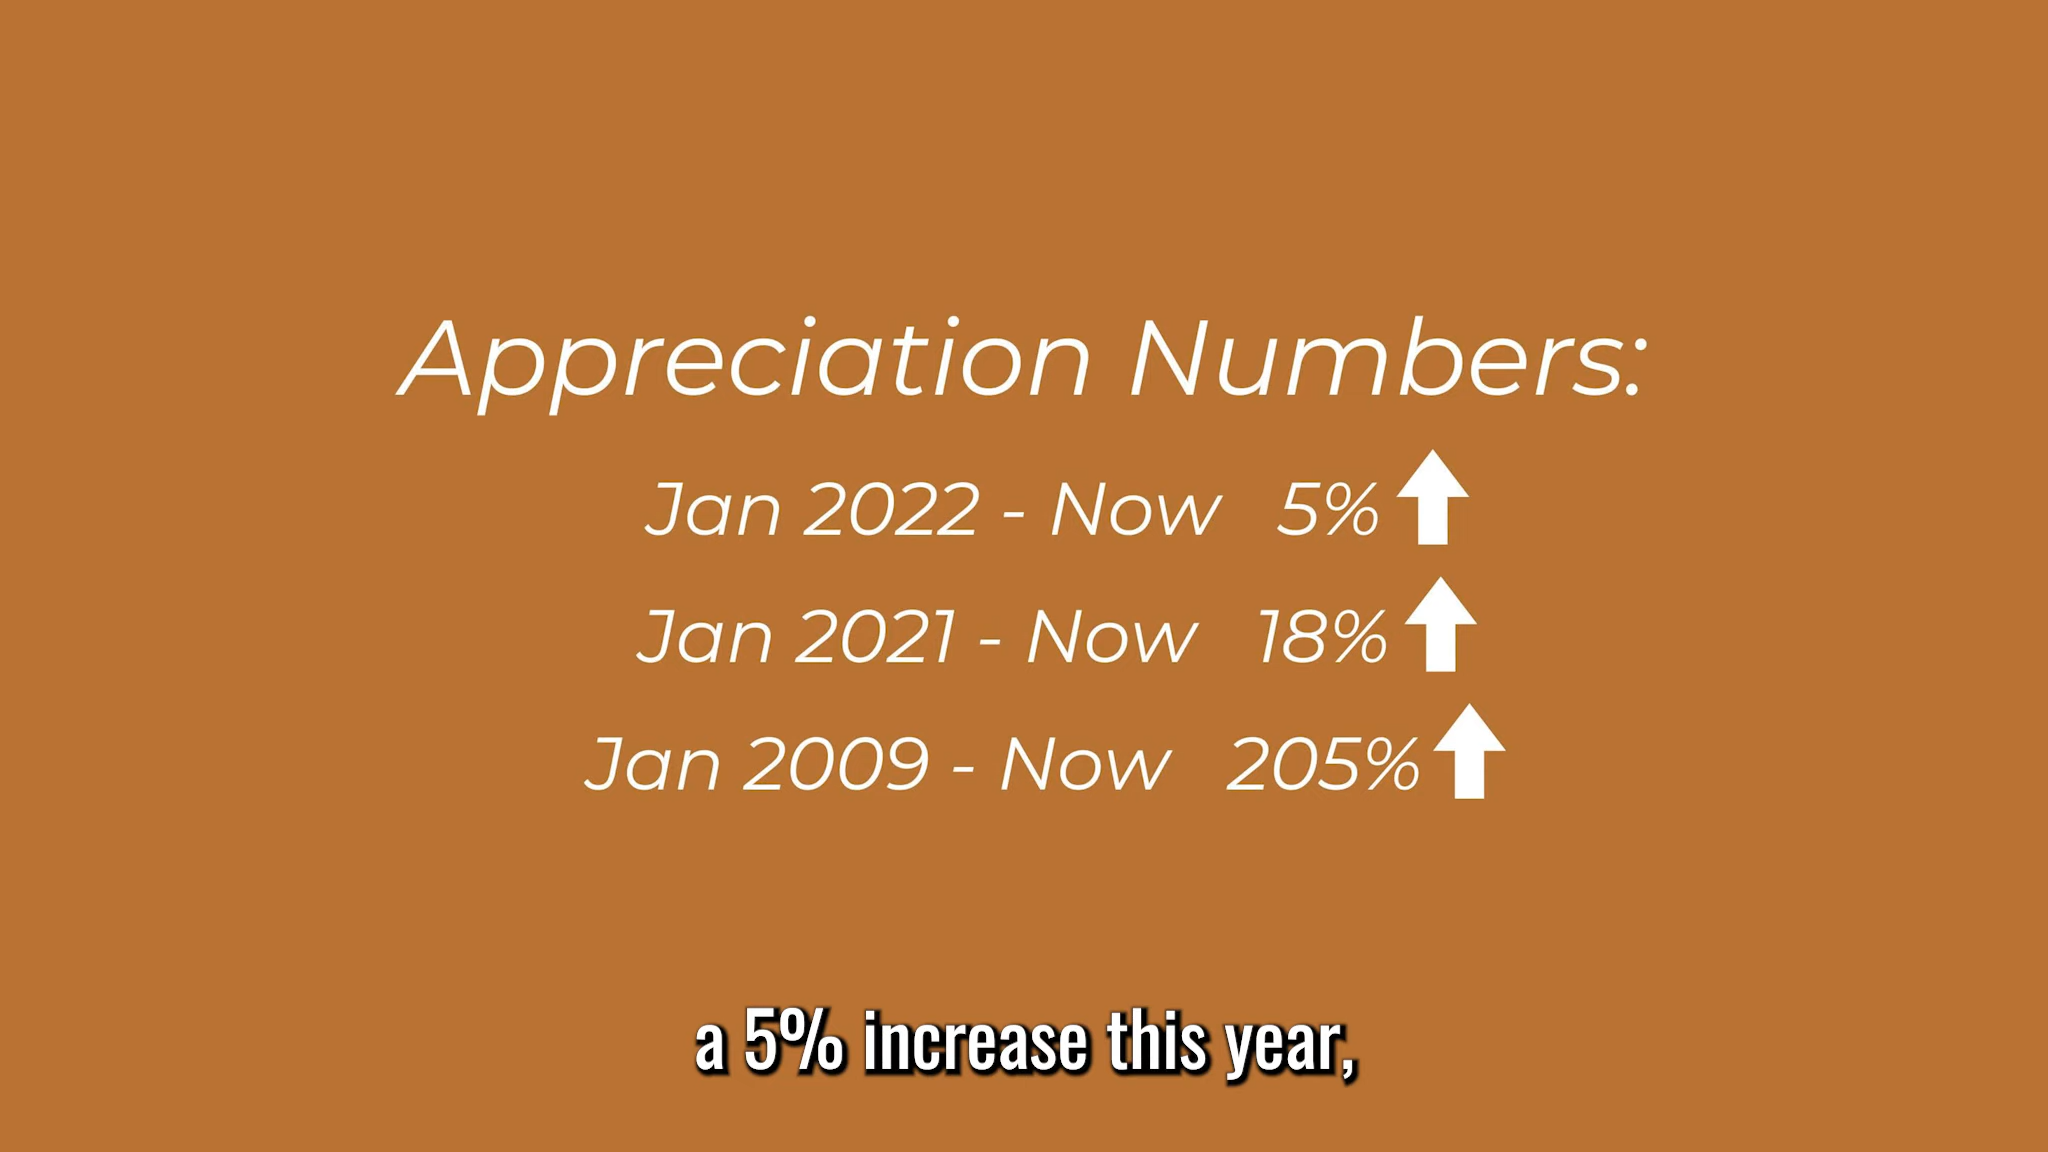 Appreciation Numbers:
Jan 2022 - Now 5%
Jan 2021 - Now 18%
Jan 2009 - Now 205%
a 5% increase this year,